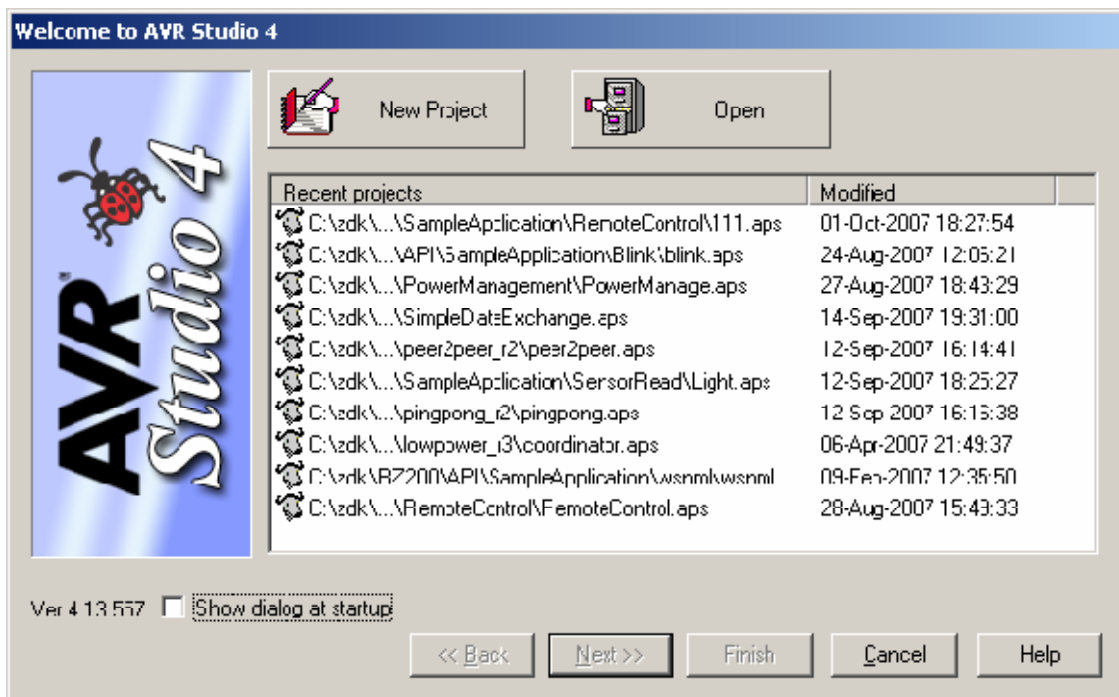 Welcome to AVR Studio 4
New Project
Open
AVR®
Studio 4
Recent projects Modified
C:\zdk\...\SampleApplication\RemoteControl\111.aps 01-Oct-2007 18:27:54
C:\zdk\...\API\SampleApplication\Blink\blink.aps 24-Aug-2007 12:05:21
C:\zdk\...\PowerManagement\PowerManage.aps 27-Aug-2007 18:43:29
C:\zdk\...\SimpleDateExchange.aps 14-Sep-2007 19:31:00
C:\zdk\...\peer2peer_r2\peer2peer.aps 12-Sep-2007 16:14:41
C:\zdk\...\SampleApplication\SensorRead\Light.aps 12-Sep-2007 18:25:27
C:\zdk\...\pingpong_r2\pingpong.aps 12-Sep-2007 16:15:38
C:\zdk\...\lowpower_r3\coordinator.aps 06-Apr-2007 21:49:37
C:\zdk\RZ200\API\SampleApplication\wsnml\wsnml 09-Feb-2007 12:35:50
C:\zdk\...\RemoteControl\RemoteControl.aps 28-Aug-2007 15:43:33
Ver 4.13.557 Show dialog at startup
<< Back Next >> Finish Cancel Help